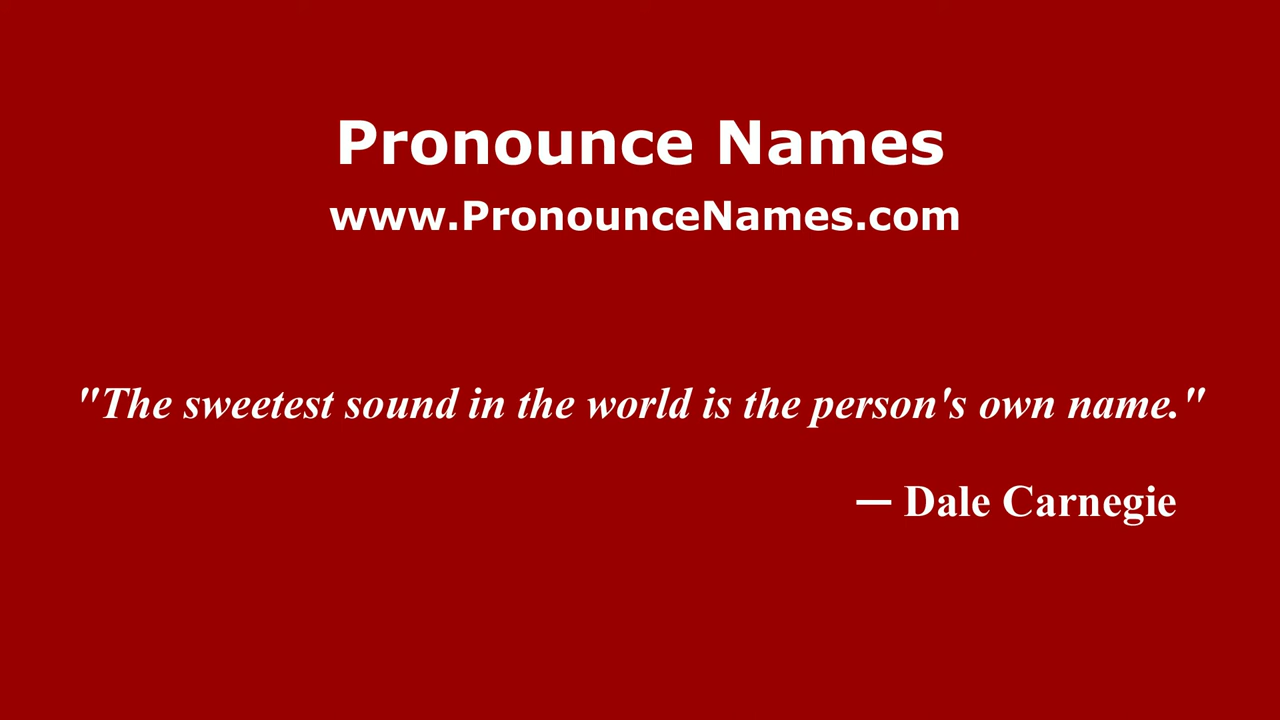 Pronounce Names
www.PronounceNames.com
"The sweetest sound in the world is the person's own name."
— Dale Carnegie